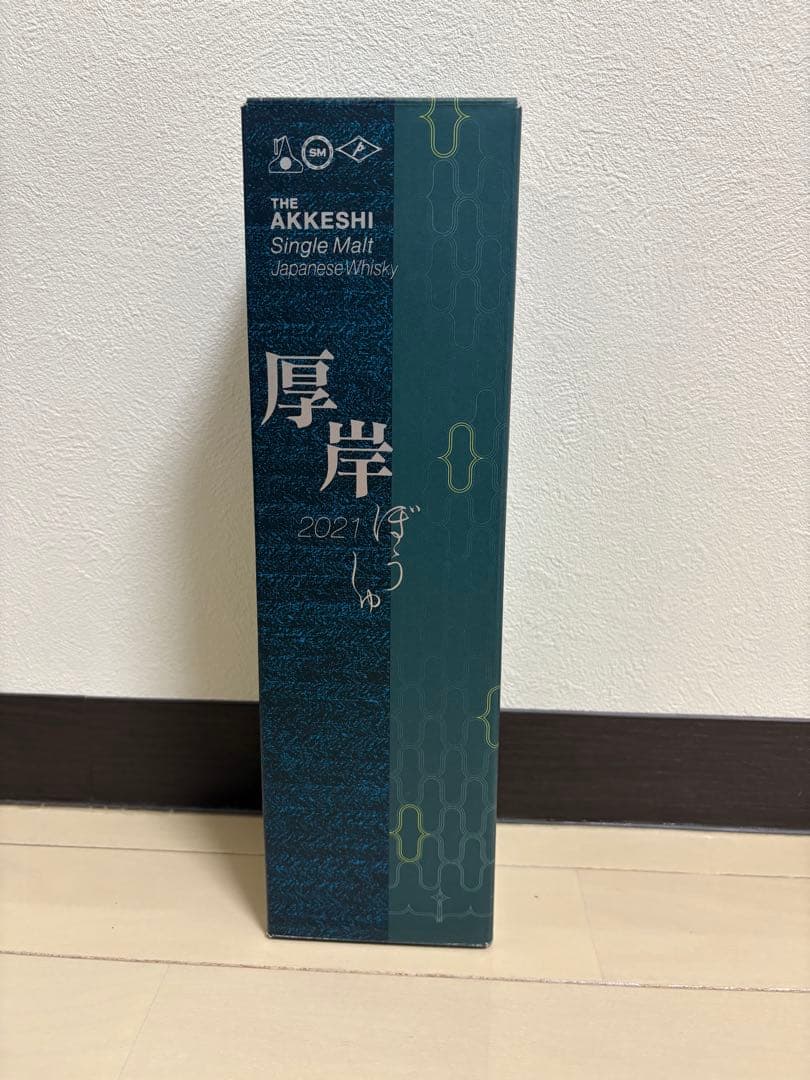 SM
P
THE
AKKESHI
Single Malt
Japanese Whisky
厚岸
2021
ぼうしゅ